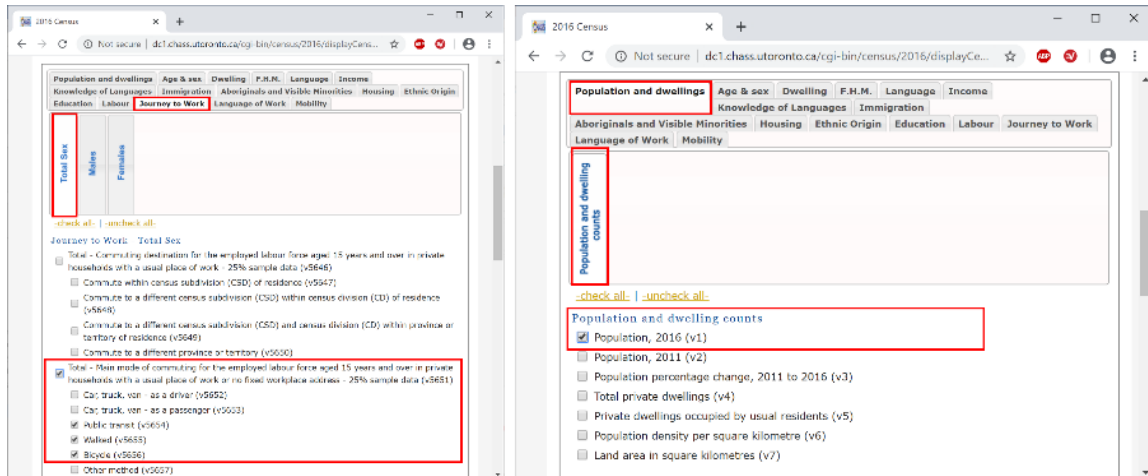 2016 Census
Not secure | dc1.chass.utoronto.ca/cgi-bin/census/2016/displayCens...
Population and dwellings Age & sex Dwelling F.H.M. Language Income
Knowledge of Languages Immigration Aboriginals and Visible Minorities Housing Ethnic Origin
Education Labour Journey to Work Language of Work Mobility
Total Sex
Males
Females
-check all- | -uncheck all-
Journey to Work Total Sex
Total - Commuting destination for the employed labour force aged 15 years and over in private
households with a usual place of work - 25% sample data (v5646)
Commute within census subdivision (CSD) of residence (v5647)
Commute to a different census subdivision (CSD) within census division (CD) of residence
(v5648)
Commute to a different census subdivision (CSD) and census division (CD) within province or
territory of residence (v5649)
Commute to a different province or territory (v5650)
Total - Main mode of commuting for the employed labour force aged 15 years and over in private
households with a usual place of work or no fixed workplace address - 25% sample data (v5651)
Car, truck, van - as a driver (v5652)
Car, truck, van - as a passenger (v5653)
Public transit (v5654)
Walked (v5655)
Bicycle (v5656)
Other method (v5657)
2016 Census
Not secure | dc1.chass.utoronto.ca/cgi-bin/census/2016/displayCe...
ABP
Population and dwellings Age & sex Dwelling F.H.M. Language Income
Knowledge of Languages Immigration
Aboriginals and Visible Minorities Housing Ethnic Origin Education Labour Journey to Work
Language of Work Mobility
Population and dwelling
counts
-check all- | -uncheck all-
Population and dwelling counts
Population, 2016 (v1)
Population, 2011 (v2)
Population percentage change, 2011 to 2016 (v3)
Total private dwellings (v4)
Private dwellings occupied by usual residents (v5)
Population density per square kilometre (v6)
Land area in square kilometres (v7)